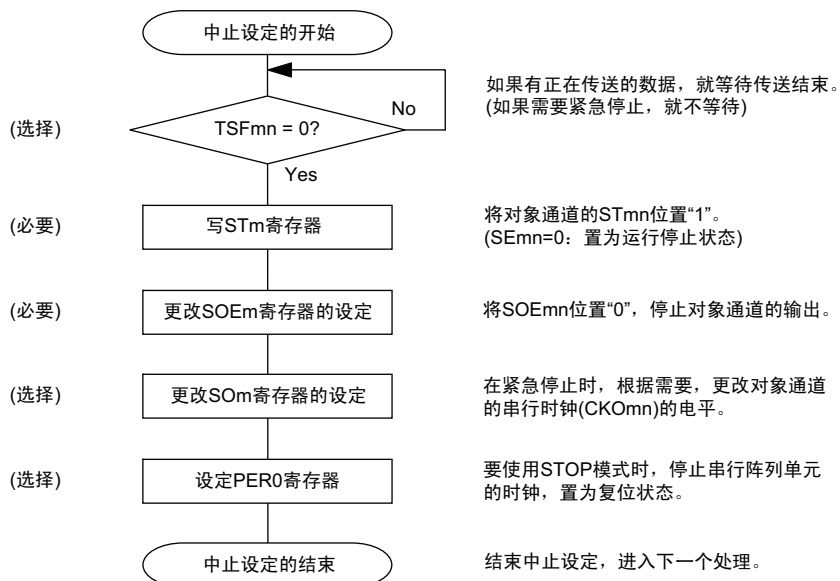 中止设定的开始
如果有正在传送的数据，就等待传送结束。
(如果需要紧急停止，就不等待)
No
(选择)
TSFmn = 0?
Yes
(必要)
写STm寄存器
将对象通道的STmn位置“1”。
(SEmn=0：置为运行停止状态)
(必要)
更改SOEm寄存器的设定
将SOEmn位置“0”，停止对象通道的输出。
(选择)
更改SOm寄存器的设定
在紧急停止时，根据需要，更改对象通道
的串行时钟(CKOmn)的电平。
(选择)
设定PER0寄存器
要使用STOP模式时，停止串行阵列单元
的时钟，置为复位状态。
中止设定的结束
结束中止设定，进入下一个处理。